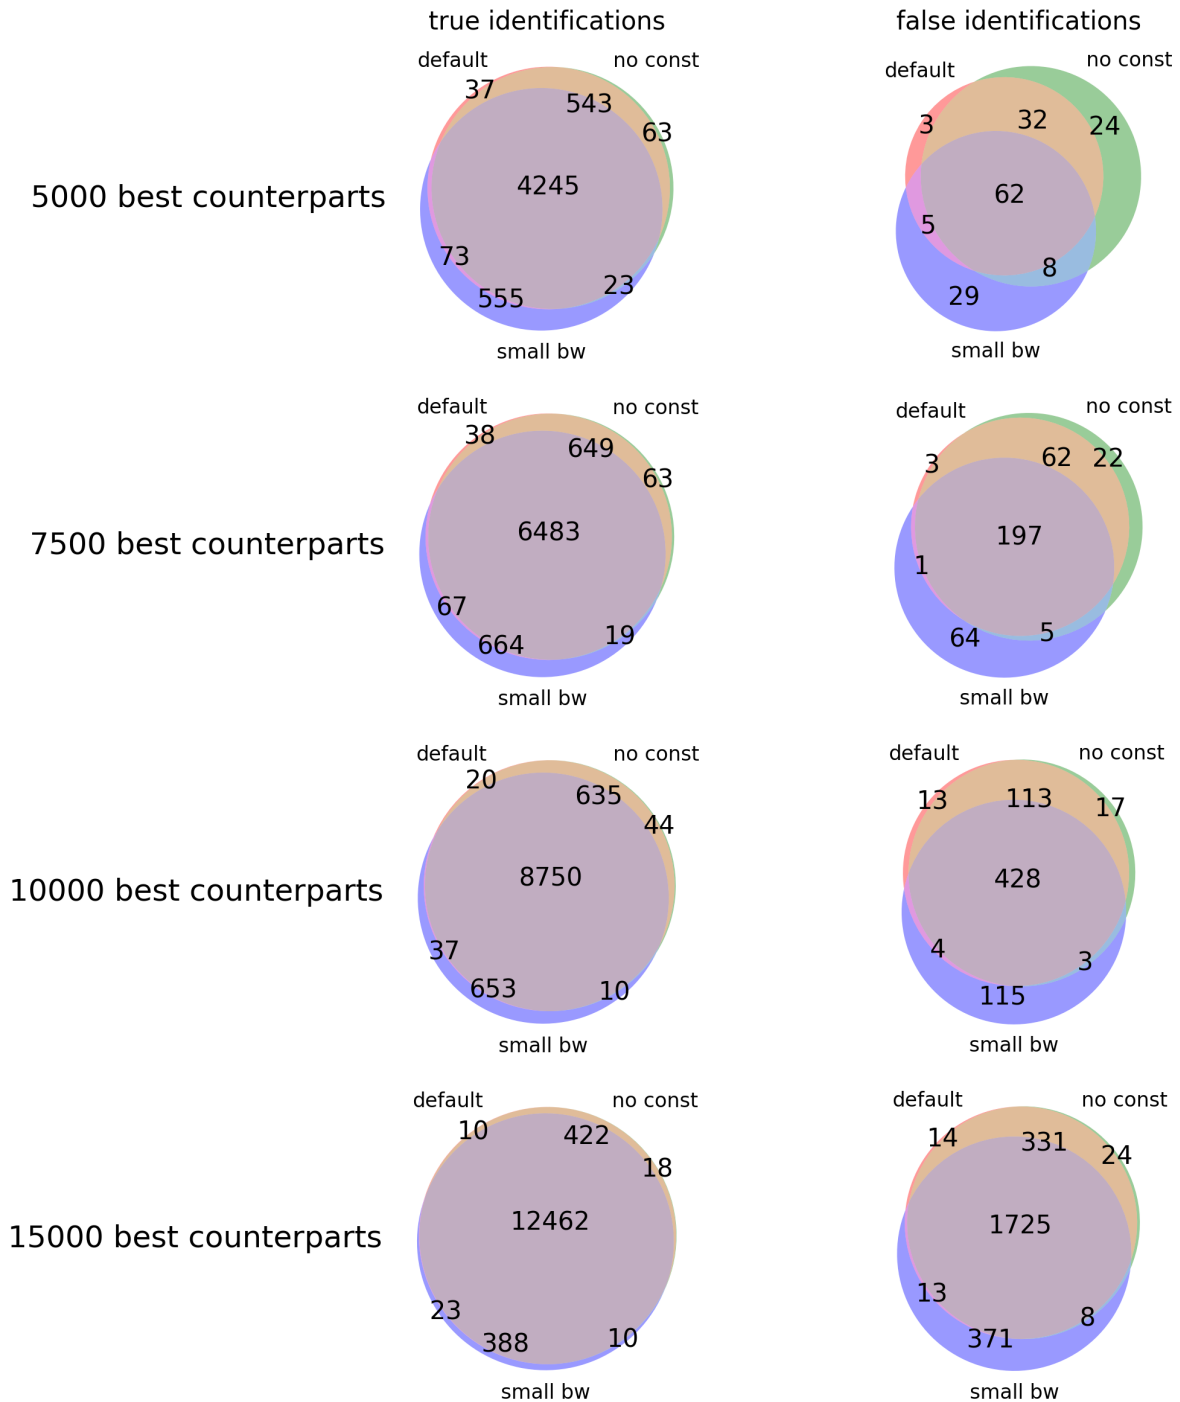 true identifications
false identifications
default
no const
37
543
63
4245
73
555
23
small bw
default
no const
3
32
24
62
5
8
29
small bw
5000 best counterparts
default
no const
38
649
63
6483
67
664
19
small bw
default
no const
3
62
22
197
1
64
5
small bw
7500 best counterparts
default
no const
20
635
44
8750
37
653
10
small bw
default
no const
13
113
17
428
4
3
115
small bw
10000 best counterparts
default
no const
10
422
18
12462
23
388
10
small bw
default
no const
14
331
24
1725
13
8
371
small bw
15000 best counterparts